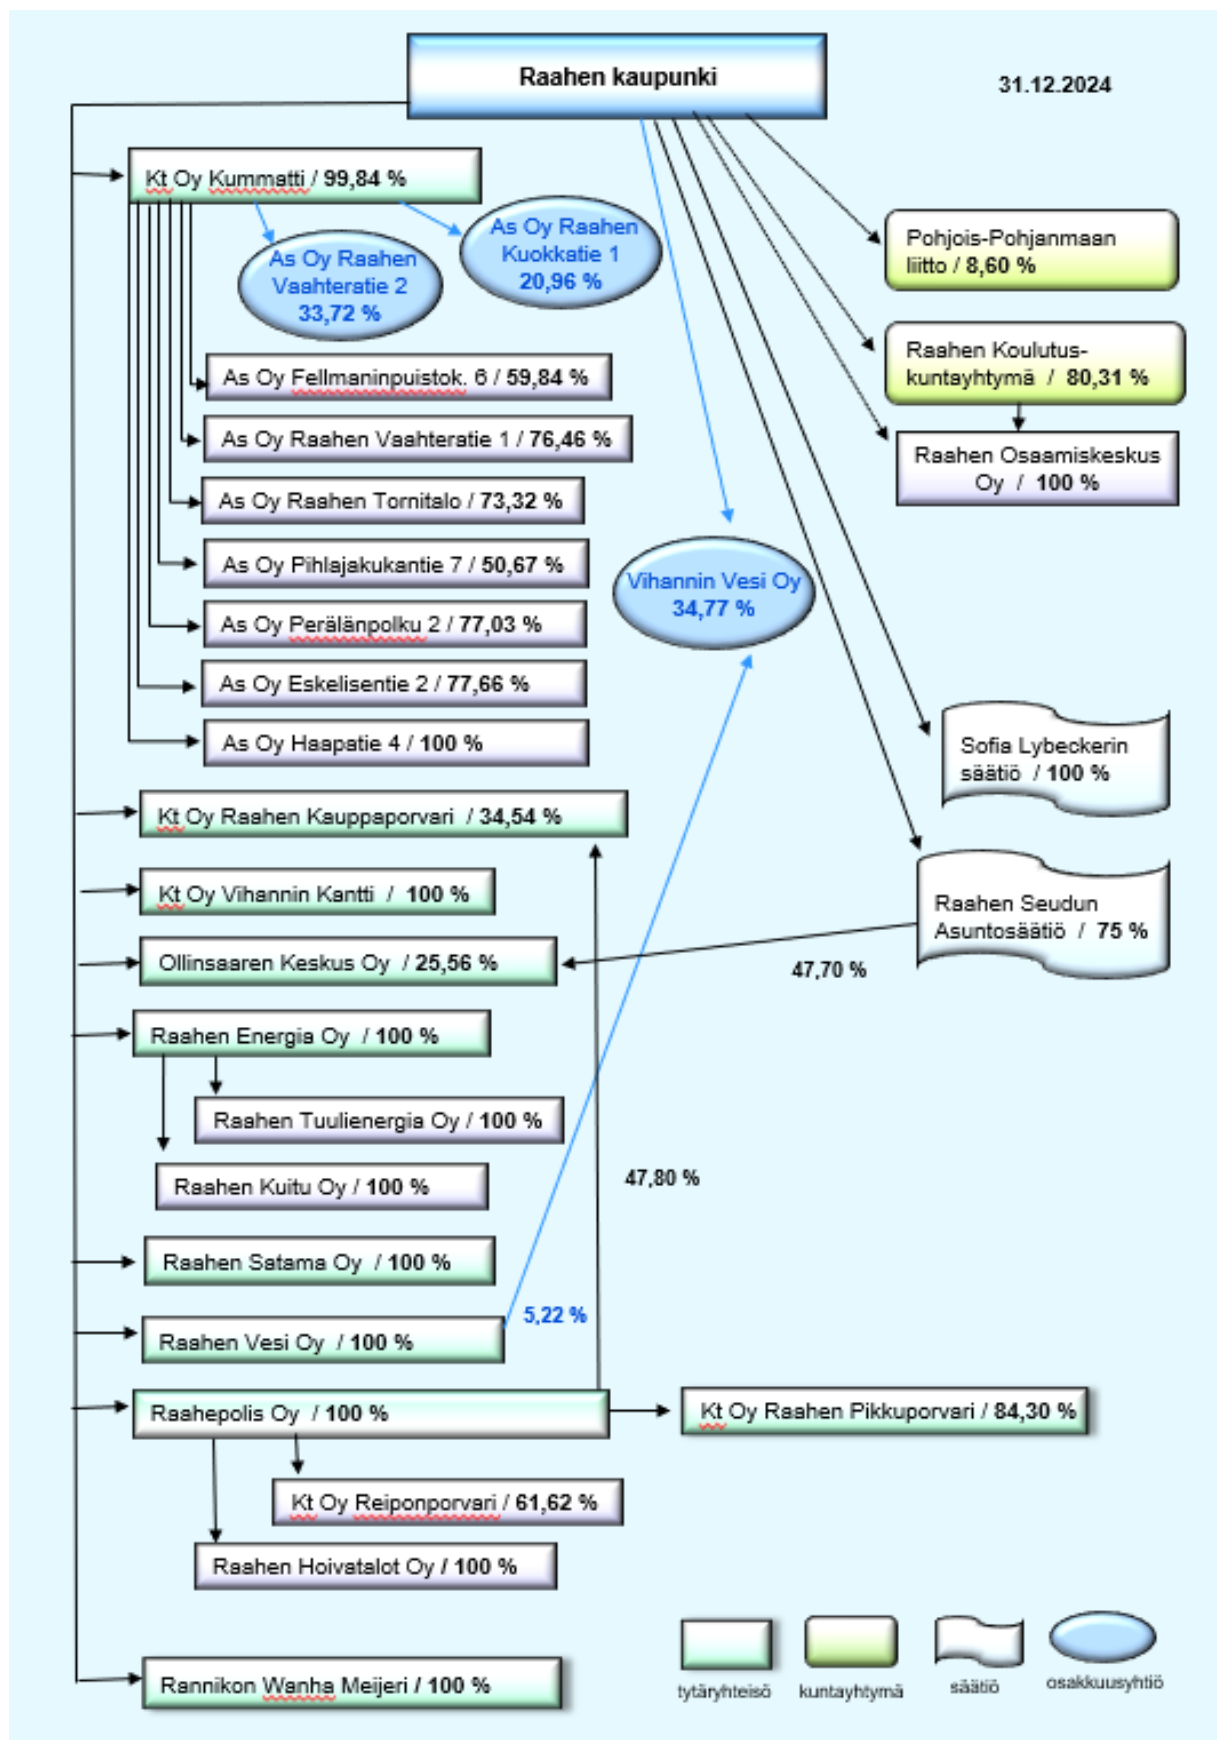 Raahen kaupunki
31.12.2024
Kt Oy Kummatti / 99,84 %
As Oy Raahen
Kuokkatie 1
20,96 %
As Oy Raahen
Vaahteratie 2
33,72 %
Pohjois-Pohjanmaan
liitto / 8,60 %
Raahen Koulutus-
kuntayhtymä / 80,31 %
As Oy Fellmaninpuistok. 6 / 59,84 %
As Oy Raahen Vaahteratie 1 / 76,46 %
Raahen Osaamiskeskus
Oy / 100 %
As Oy Raahen Tornitalo / 73,32 %
As Oy Pihlajakukantie 7 / 50,67 %
Vihannin Vesi Oy
34,77 %
As Oy Perälänpolku 2 / 77,03 %
As Oy Eskelisentie 2 / 77,66 %
As Oy Haapatie 4 / 100 %
Sofia Lybeckerin
säätiö / 100 %
Kt Oy Raahen Kauppaporvari / 34,54 %
Kt Oy Vihannin Kantti / 100 %
Raahen Seudun
Asuntosäätiö / 75 %
Ollinsaaren Keskus Oy / 25,56 %
47,70 %
Raahen Energia Oy / 100 %
Raahen Tuulienergia Oy / 100 %
47,80 %
Raahen Kuitu Oy / 100 %
Raahen Satama Oy / 100 %
5,22 %
Raahen Vesi Oy / 100 %
Raahepolis Oy / 100 %
Kt Oy Raahen Pikkuporvari / 84,30 %
Kt Oy Reiponporvari / 61,62 %
Raahen Hoivatalot Oy / 100 %
Rannikon Wanha Meijeri / 100 %
tytäryhteisö
kuntayhtymä
säätiö
osakkuusyhtiö